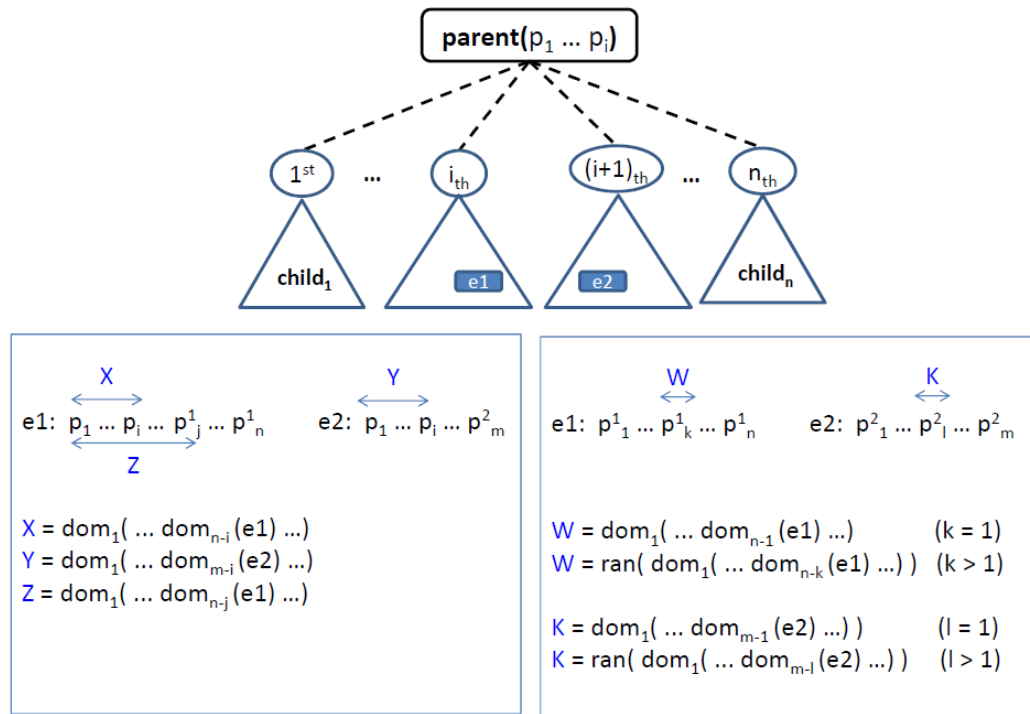 parent(p₁ ... pᵢ)
1ˢᵗ ... iₜₕ (i+1)ₜₕ ... nₜₕ
child₁ e1 e2 childₙ
X Y
e1: p₁ ... pᵢ ... p¹ⱼ ... p¹ₙ e2: p₁ ... pᵢ ... p²ₘ
Z
X = dom₁( ... domₙ₋ᵢ (e1) ...)
Y = dom₁( ... domₘ₋ᵢ (e2) ...)
Z = dom₁( ... domₙ₋ⱼ (e1) ...)
W K
e1: p¹₁ ... p¹ₖ ... p¹ₙ e2: p²₁ ... p²ₗ ... p²ₘ
W = dom₁( ... domₙ₋₁ (e1) ...) (k = 1)
W = ran( dom₁( ... domₙ₋ₖ (e1) ...) ) (k > 1)
K = dom₁( ... domₘ₋₁ (e2) ...) ) (l = 1)
K = ran( dom₁( ... domₘ₋ₗ (e2) ...) ) (l > 1)